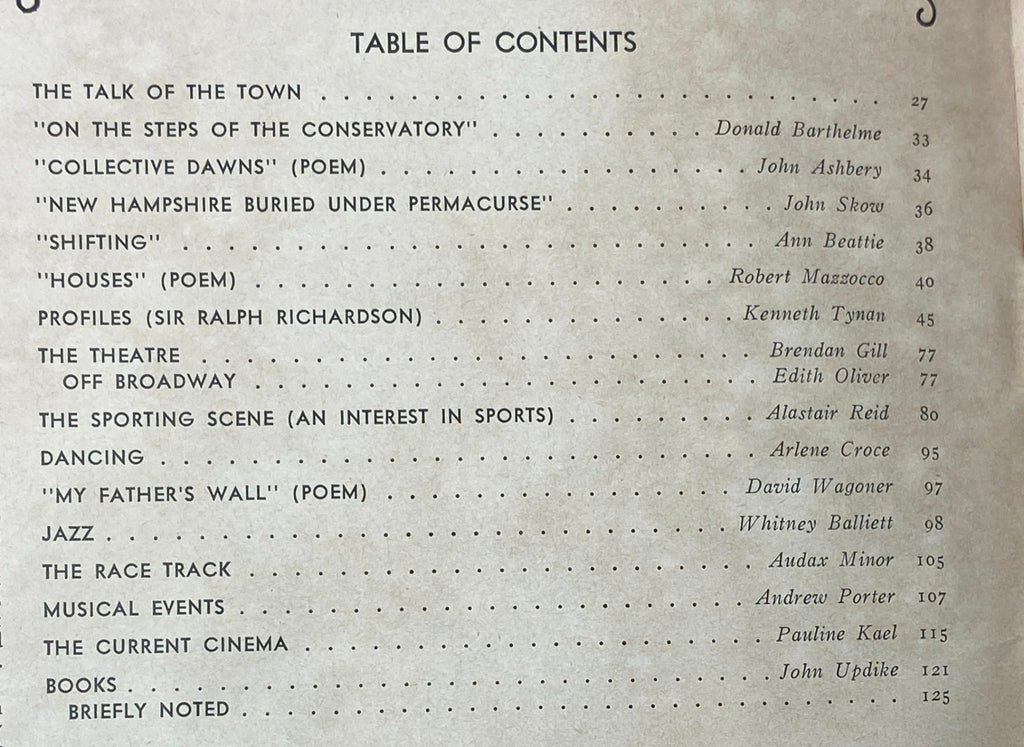 TABLE OF CONTENTS
THE TALK OF THE TOWN . . . . . . . . . . . . . . . . . . . . . . . . . 27
"ON THE STEPS OF THE CONSERVATORY" . . . . . . . . . . Donald Barthelme 33
"COLLECTIVE DAWNS" (POEM) . . . . . . . . . . . . . . . . . John Ashbery 34
"NEW HAMPSHIRE BURIED UNDER PERMACURSE" . . . . . . . . . . John Skow 36
"SHIFTING" . . . . . . . . . . . . . . . . . . . . . . . Ann Beattie 38
"HOUSES" (POEM) . . . . . . . . . . . . . . . . . . . Robert Mazzocco 40
PROFILES (SIR RALPH RICHARDSON) . . . . . . . . . . . . . . Kenneth Tynan 45
THE THEATRE . . . . . . . . . . . . . . . . . . . . . . Brendan Gill 77
OFF BROADWAY . . . . . . . . . . . . . . . . . . . . Edith Oliver 77
THE SPORTING SCENE (AN INTEREST IN SPORTS) . . . . . . . . . Alastair Reid 80
DANCING . . . . . . . . . . . . . . . . . . . . . . . . Arlene Croce 95
"MY FATHER'S WALL" (POEM) . . . . . . . . . . . . . . . . David Wagoner 97
JAZZ . . . . . . . . . . . . . . . . . . . . . . . . . Whitney Balliett 98
THE RACE TRACK . . . . . . . . . . . . . . . . . . . . Audax Minor 105
MUSICAL EVENTS . . . . . . . . . . . . . . . . . . . . Andrew Porter 107
THE CURRENT CINEMA . . . . . . . . . . . . . . . . . . Pauline Kael 115
BOOKS . . . . . . . . . . . . . . . . . . . . . . . . . John Updike 121
BRIEFLY NOTED . . . . . . . . . . . . . . . . . . . . . . . . . 125